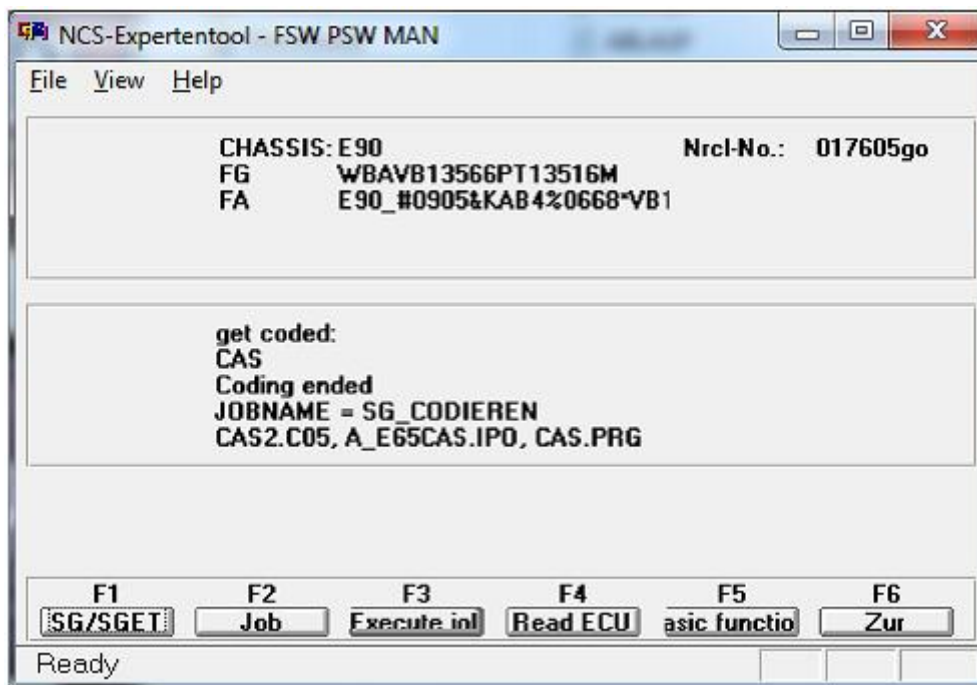 NCS-Expertentool - FSW PSW MAN
File View Help
CHASSIS: E90 Nrcl-No.: 017605go
FG WBAVB13566PT13516M
FA E90_#0905&KAB4%0668*VB1
get coded:
CAS
Coding ended
JOBNAME = SG_CODIEREN
CAS2.C05, A_E65CAS.IPO, CAS.PRG
F1 F2 F3 F4 F5 F6
SG/SGET Job Execute jol Read ECU asic functio Zur
Ready